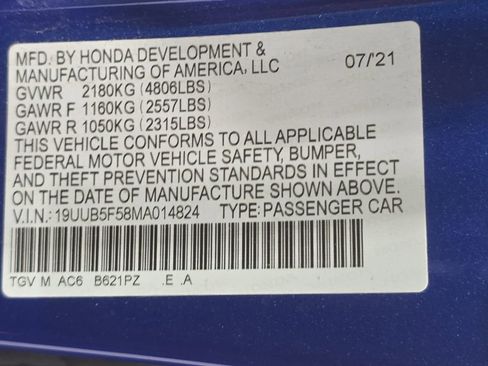 MFD. BY HONDA DEVELOPMENT &
MANUFACTURING OF AMERICA, LLC 07/'21
GVWR 2180KG (4806LBS)
GAWR F 1160KG (2557LBS)
GAWR R 1050KG (2315LBS)
THIS VEHICLE CONFORMS TO ALL APPLICABLE
FEDERAL MOTOR VEHICLE SAFETY, BUMPER,
AND THEFT PREVENTION STANDARDS IN EFFECT
ON THE DATE OF MANUFACTURE SHOWN ABOVE.
V.I.N.:19UUB5F58MA014824 TYPE:PASSENGER CAR
TGV M AC6 B621PZ .E .A